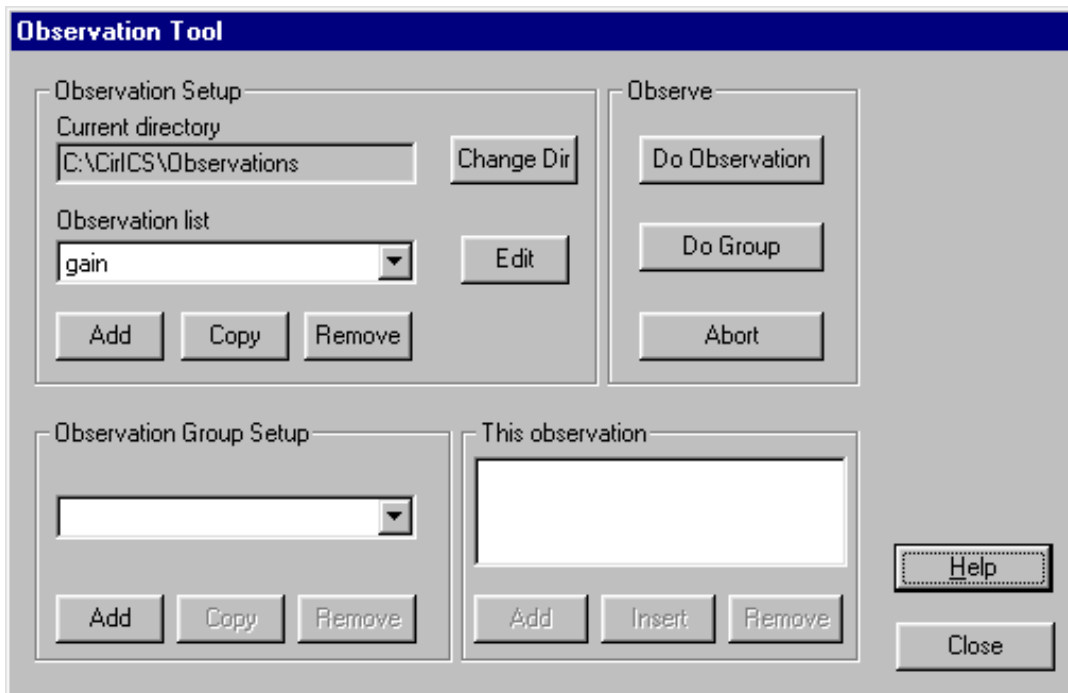 Observation Tool
Observation Setup
Current directory
C:\CirICS\Observations
Change Dir
Observation list
gain
Edit
Add Copy Remove
Observe
Do Observation
Do Group
Abort
Observation Group Setup
Add Copy Remove
This observation
Add Insert Remove
Help
Close